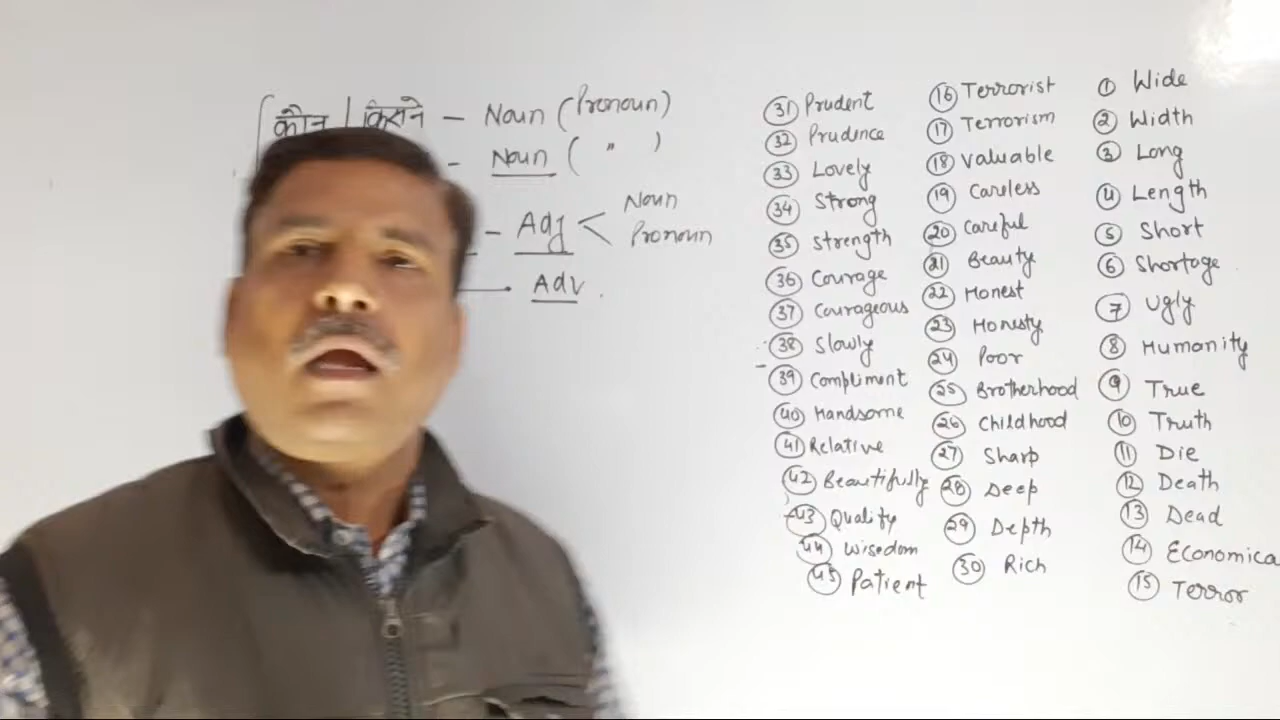 कौन | किसने – Noun (Pronoun)
– Noun ( " )
– Adj < Noun
Pronoun
— Adv.
31 Prudent
32 Prudence
33 Lovely
34 Strong
35 Strength
36 Courage
37 Courageous
38 Slowly
39 Compliment
40 Handsome
41 Relative
42 Beautifully
43 Qualify
44 Wisedom
45 Patient
16 Terrorist
17 Terrorism
18 Valuable
19 Careless
20 Careful
21 Beauty
22 Honest
23 Honesty
24 Poor
25 Brotherhood
26 Childhood
27 Sharp
28 Deep
29 Depth
30 Rich
1 Wide
2 Width
3 Long
4 Length
5 Short
6 Shortage
7 Ugly
8 Humanity
9 True
10 Truth
11 Die
12 Death
13 Dead
14 Economica
15 Terror